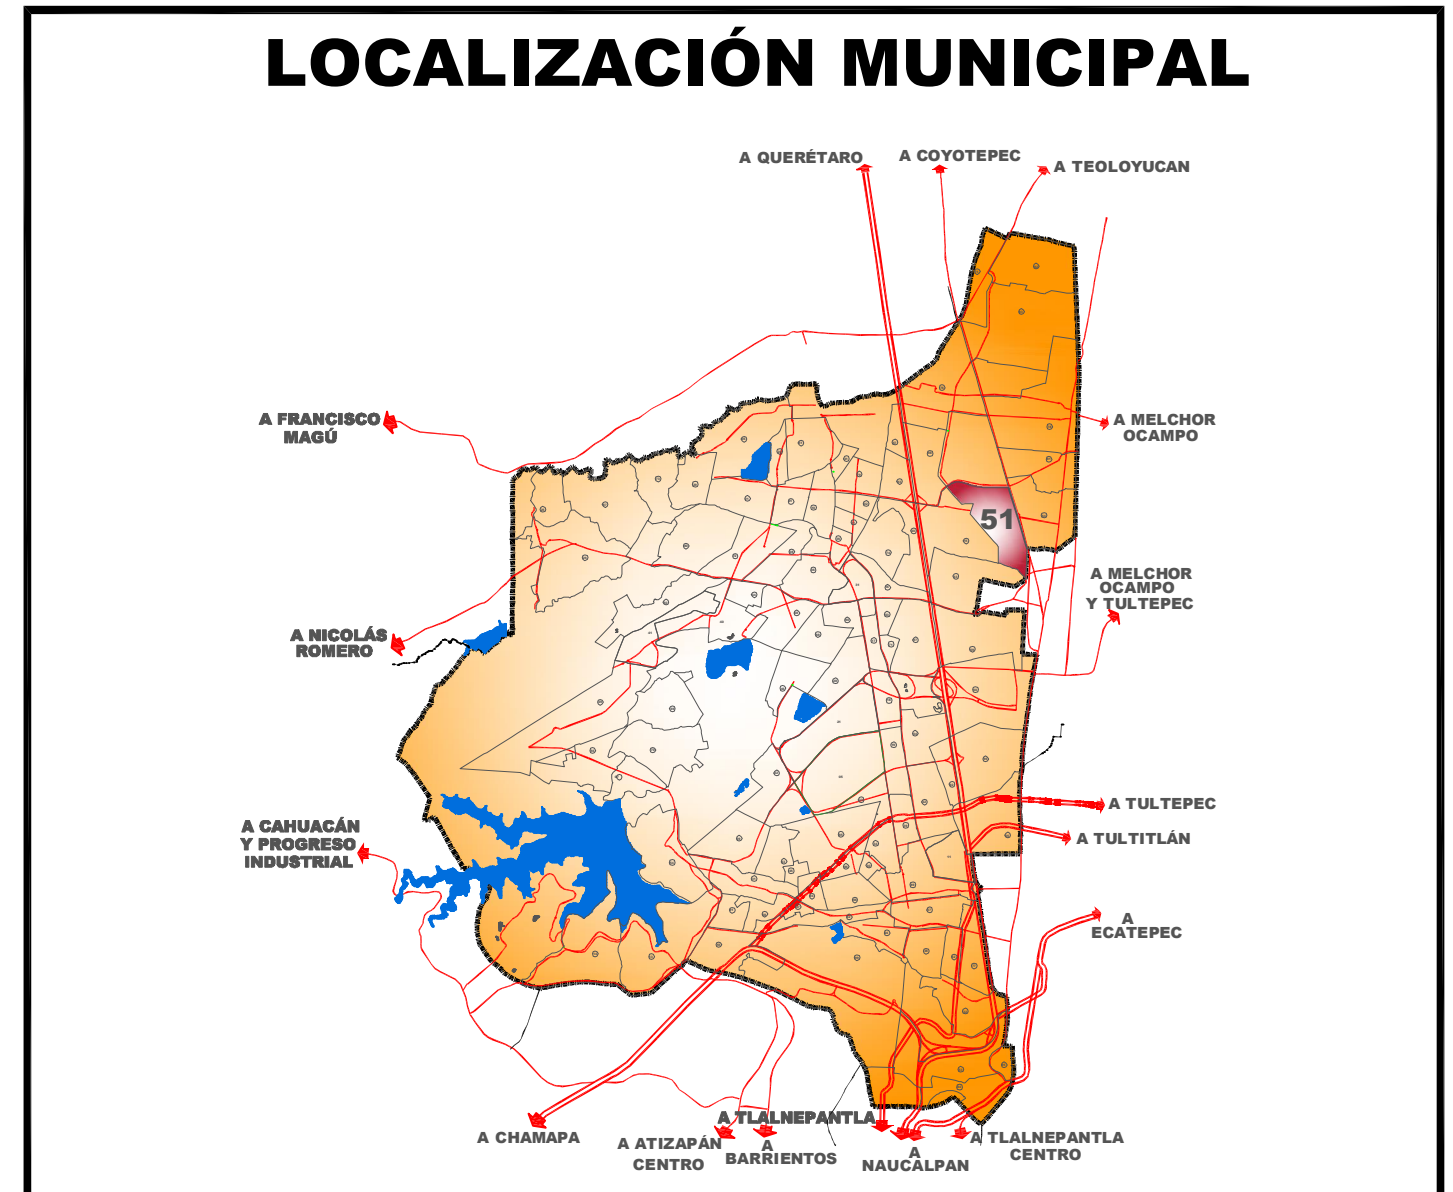 LOCALIZACIÓN MUNICIPAL
A QUERÉTARO
A COYOTEPEC
A TEOLOYUCAN
A FRANCISCO
MAGÚ
A MELCHOR
OCAMPO
51
A MELCHOR
OCAMPO
Y TULTEPEC
A NICOLÁS
ROMERO
A TULTEPEC
A CAHUACÁN
Y PROGRESO
INDUSTRIAL
A TULTITLÁN
A
ECATEPEC
A TLALNEPANTLA
A CHAMAPA
A ATIZAPÁN
CENTRO
A
BARRIENTOS
A
NAUCALPAN
A TLALNEPANTLA
CENTRO